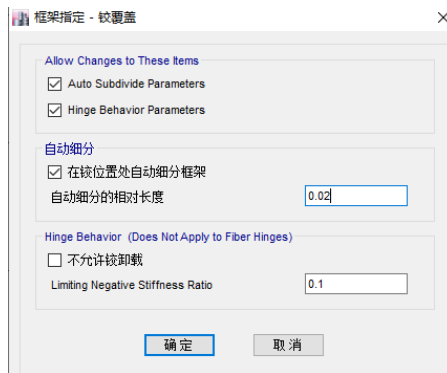 框架指定 - 铰覆盖
Allow Changes to These Items
Auto Subdivide Parameters
Hinge Behavior Parameters
自动细分
在铰位置处自动细分框架
自动细分的相对长度 0.02
Hinge Behavior (Does Not Apply to Fiber Hinges)
不允许铰卸载
Limiting Negative Stiffness Ratio 0.1
确定 取消